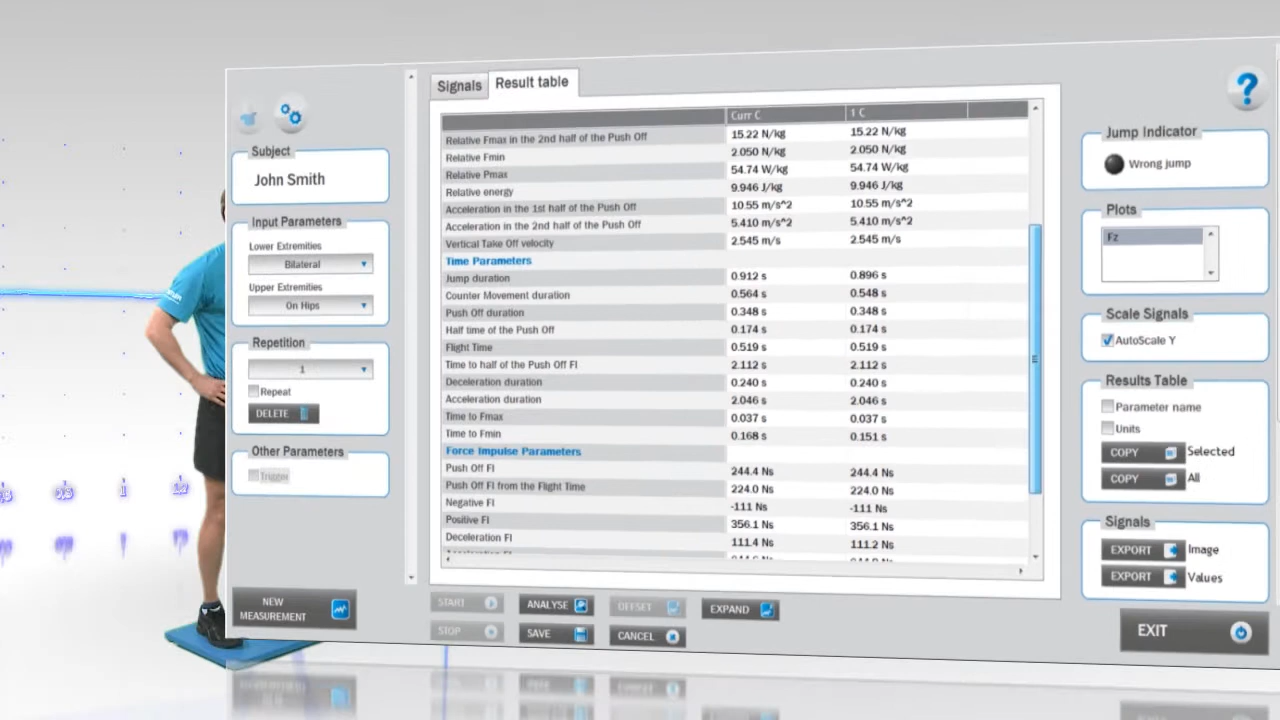 Signals
Result table
Curr C
1 C
Relative Fmax in the 2nd half of the Push Off 15.22 N/kg 15.22 N/kg
Relative Fmin 2.050 N/kg 2.050 N/kg
Relative Pmax 54.74 W/kg 54.74 W/kg
Relative energy 9.946 J/kg 9.946 J/kg
Acceleration in the 1st half of the Push Off 10.55 m/s^2 10.55 m/s^2
Acceleration in the 2nd half of the Push Off 5.410 m/s^2 5.410 m/s^2
Vertical Take Off velocity 2.545 m/s 2.545 m/s
Time Parameters
Jump duration 0.912 s 0.896 s
Counter Movement duration 0.564 s 0.548 s
Push Off duration 0.348 s 0.348 s
Half time of the Push Off 0.174 s 0.174 s
Flight Time 0.519 s 0.519 s
Time to half of the Push Off FI 2.112 s 2.112 s
Deceleration duration 0.240 s 0.240 s
Acceleration duration 2.046 s 2.046 s
Time to Fmax 0.037 s 0.037 s
Time to Fmin 0.168 s 0.151 s
Force Impulse Parameters
Push Off FI 244.4 Ns 244.4 Ns
Push Off FI from the Flight Time 224.0 Ns 224.0 Ns
Negative FI -111 Ns -111 Ns
Positive FI 356.1 Ns 356.1 Ns
Deceleration FI 111.4 Ns 111.2 Ns
Subject
John Smith
Input Parameters
Lower Extremities
Bilateral
Upper Extremities
On Hips
Repetition
1
Repeat
DELETE
Other Parameters
Trigger
NEW
MEASUREMENT
START
ANALYSE
OFFSET
EXPAND
STOP
SAVE
CANCEL
?
Jump Indicator
Wrong jump
Plots
Fz
Scale Signals
AutoScale Y
Results Table
Parameter name
Units
COPY Selected
COPY All
Signals
EXPORT Image
EXPORT Values
EXIT
1